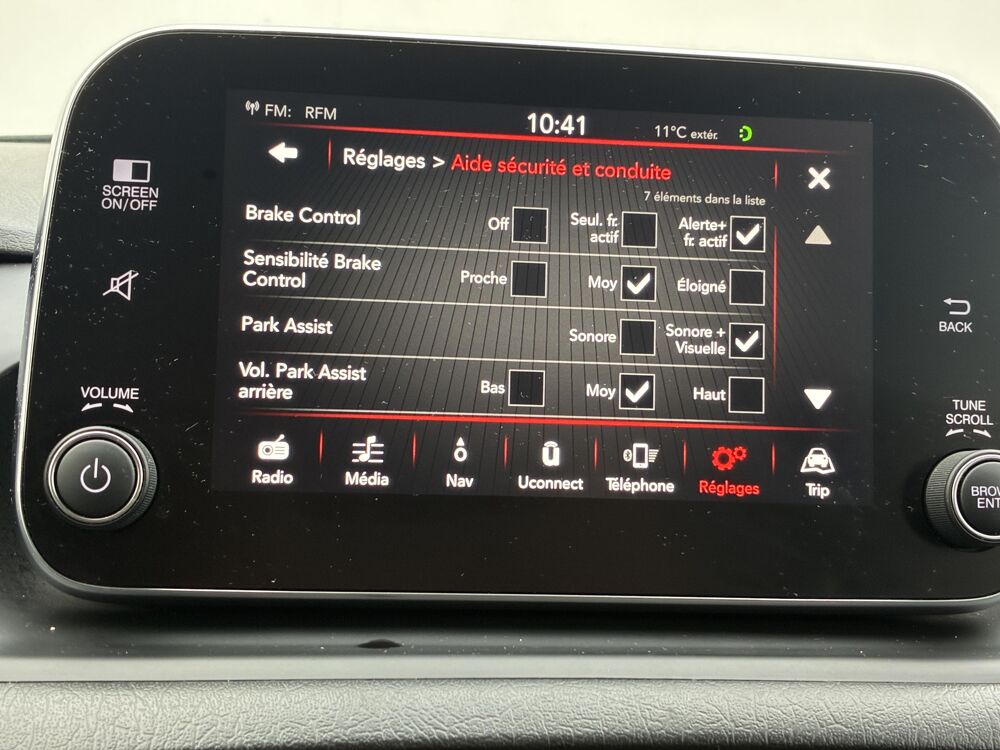 FM: RFM
10:41
11°C extér.
Réglages > Aide sécurité et conduite
7 éléments dans la liste
Brake Control
Off
Seul. fr.
actif
Alerte+
fr. actif
Sensibilité Brake
Control
Proche
Moy
Éloigné
Park Assist
Sonore
Sonore +
Visuelle
Vol. Park Assist
arrière
Bas
Moy
Haut
Radio
Média
Nav
Uconnect
Téléphone
Réglages
Trip
SCREEN
ON/OFF
VOLUME
BACK
TUNE
SCROLL